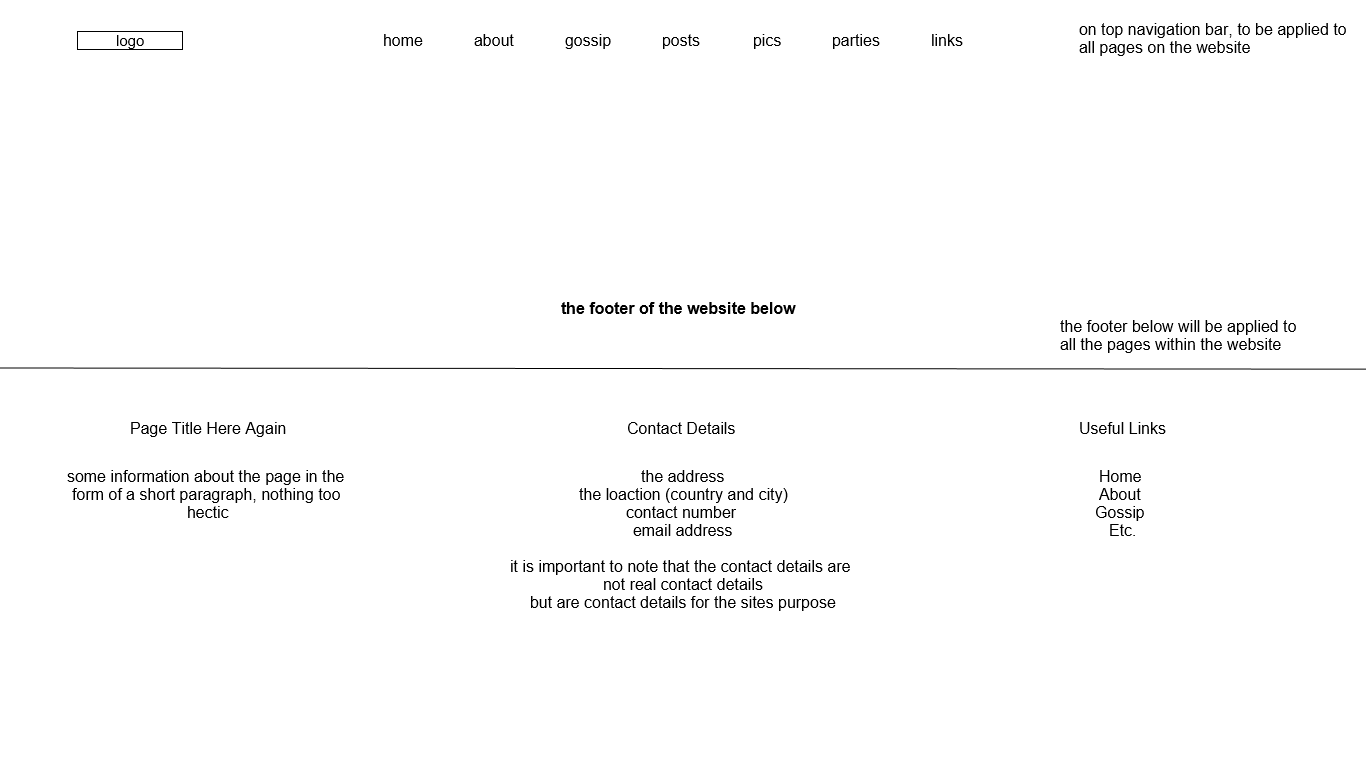 logo
home about gossip posts pics parties links
on top navigation bar, to be applied to
all pages on the website
the footer of the website below
the footer below will be applied to
all the pages within the website
Page Title Here Again
some information about the page in the
form of a short paragraph, nothing too
hectic
Contact Details
the address
the loaction (country and city)
contact number
email address
it is important to note that the contact details are
not real contact details
but are contact details for the sites purpose
Useful Links
Home
About
Gossip
Etc.